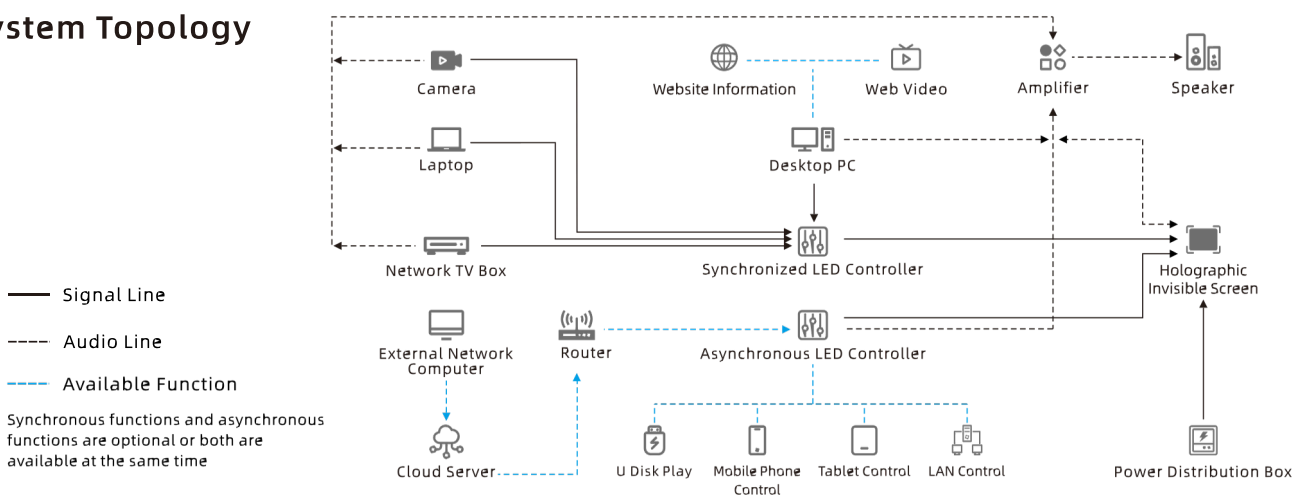 ystem Topology
Camera
Website Information
Web Video
Amplifier
Speaker
Laptop
Desktop PC
Network TV Box
Synchronized LED Controller
Holographic
Invisible Screen
Signal Line
Audio Line
Available Function
Synchronous functions and asynchronous
functions are optional or both are
available at the same time
External Network
Computer
Router
Asynchronous LED Controller
Cloud Server
U Disk Play
Mobile Phone
Control
Tablet Control
LAN Control
Power Distribution Box